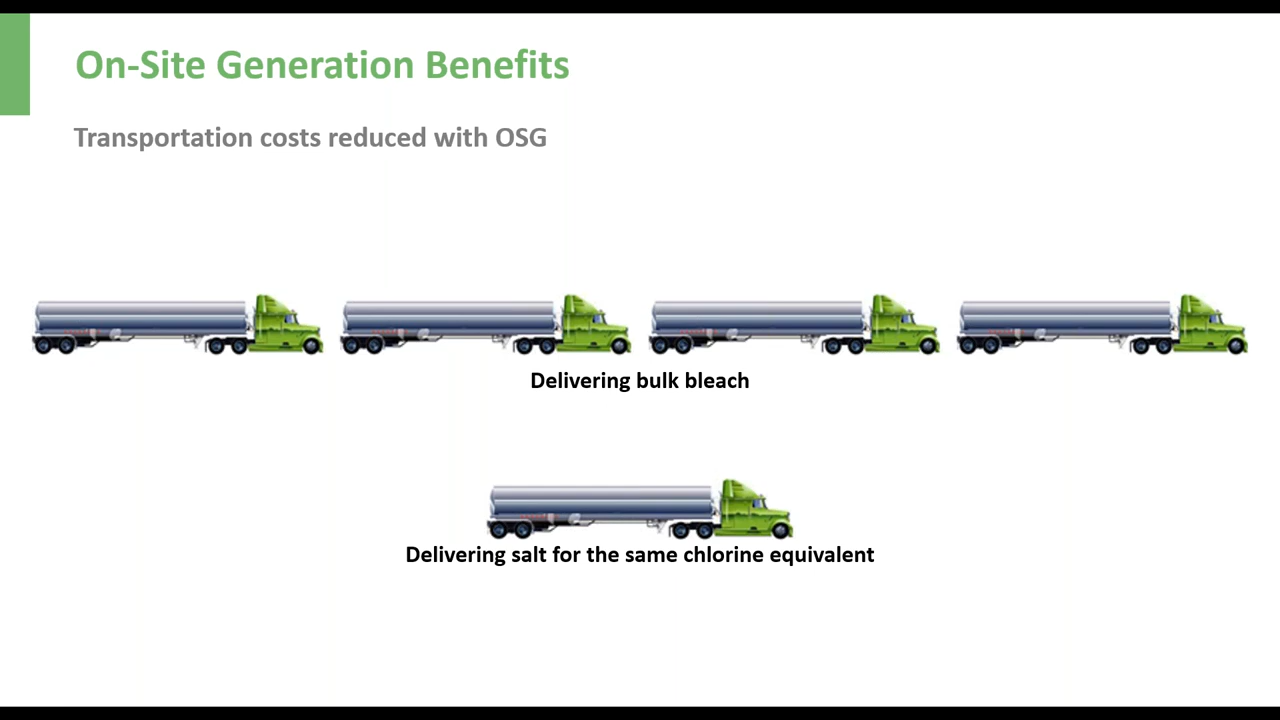 On-Site Generation Benefits
Transportation costs reduced with OSG
Delivering bulk bleach
Delivering salt for the same chlorine equivalent